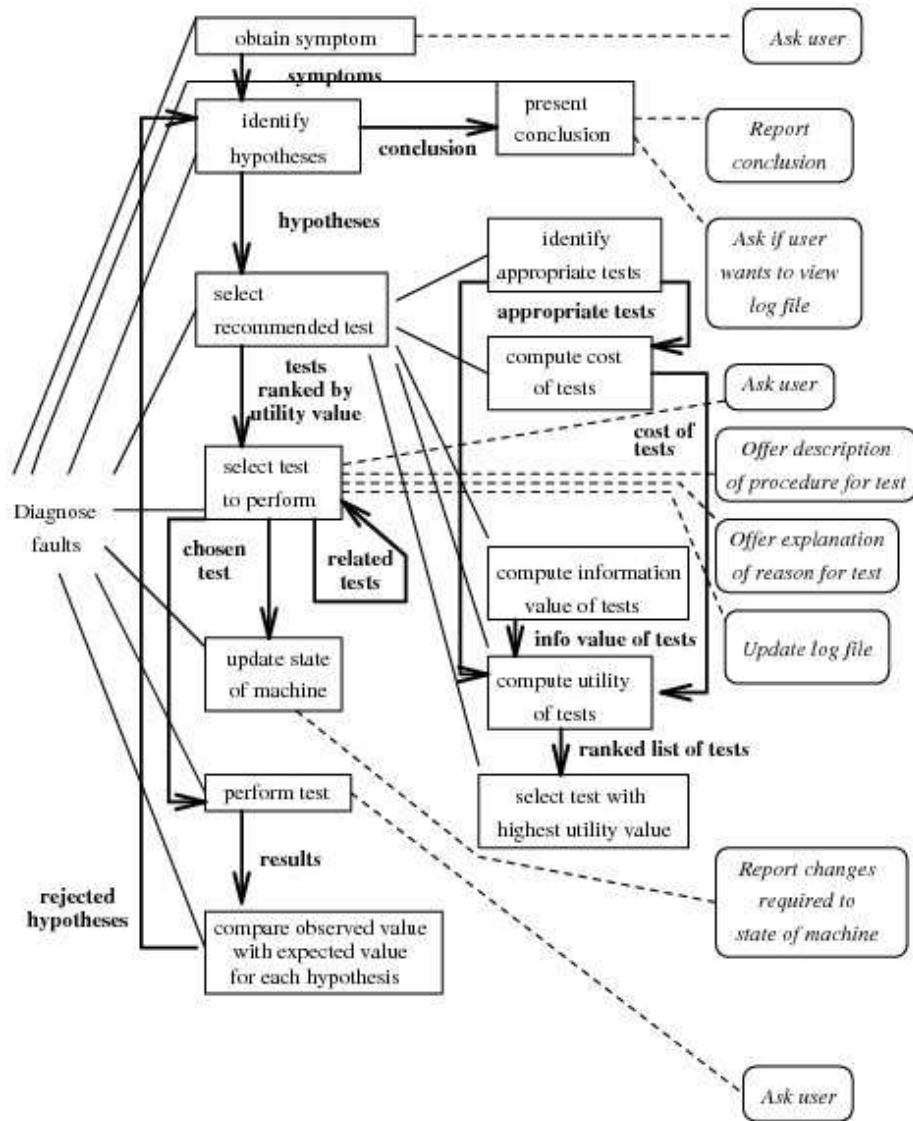 obtain symptom
Ask user
symptoms
identify
hypotheses
present
conclusion
conclusion
Report
conclusion
hypotheses
identify
appropriate tests
Ask if user
wants to view
log file
select
recommended test
appropriate tests
compute cost
of tests
tests
ranked by
utility value
Ask user
cost of
tests
select test
to perform
Offer description
of procedure for test
Diagnose
faults
chosen
test
related
tests
Offer explanation
of reason for test
compute information
value of tests
info value of tests
Update log file
update state
of machine
compute utility
of tests
ranked list of tests
perform test
select test with
highest utility value
results
rejected
hypotheses
Report changes
required to
state of machine
compare observed value
with expected value
for each hypothesis
Ask user